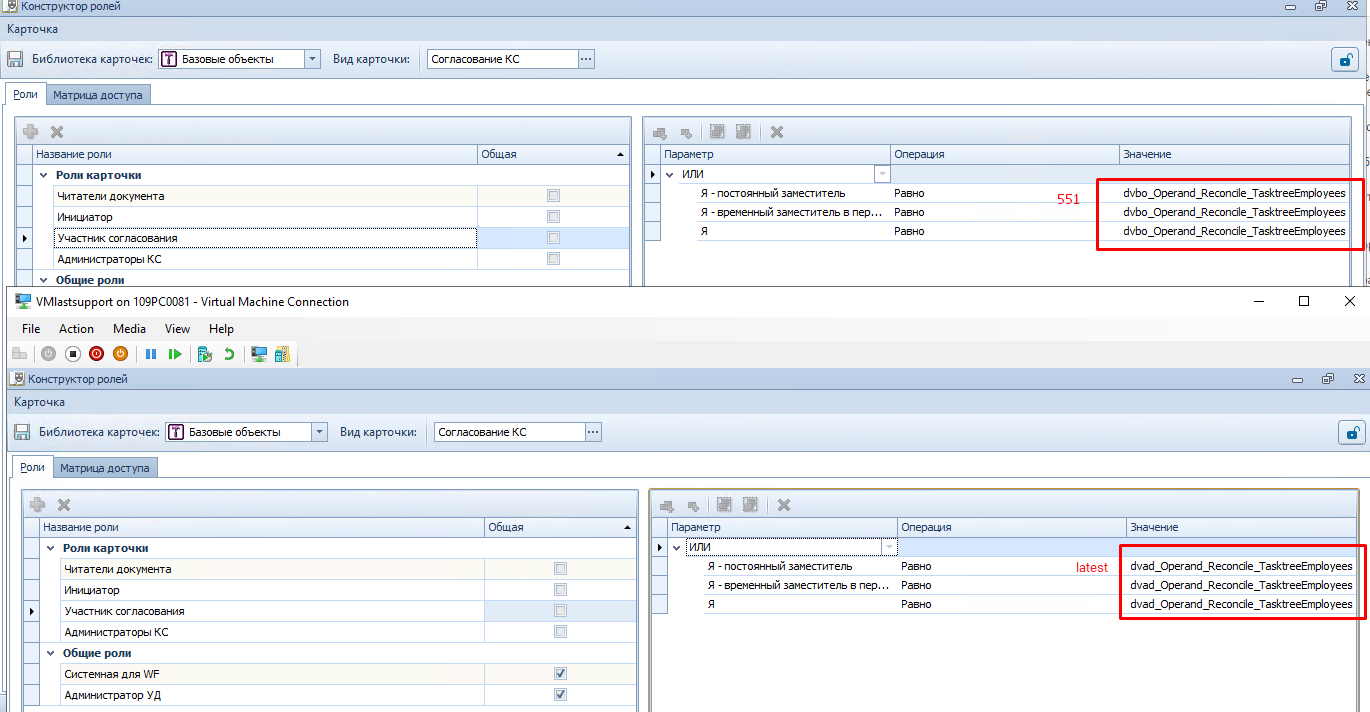 Конструктор ролей
Карточка
Библиотека карточек: Базовые объекты Вид карточки: Согласование КС ...
Роли Матрица доступа
Название роли Общая
Роли карточки
Читатели документа
Инициатор
Участник согласования
Администраторы КС
Общие роли
Параметр Операция Значение
ИЛИ
Я - постоянный заместитель Равно dvbo_Operand_Reconcile_TasktreeEmployees
Я - временный заместитель в пер... Равно dvbo_Operand_Reconcile_TasktreeEmployees
Я Равно dvbo_Operand_Reconcile_TasktreeEmployees
551
VMlastsupport on 109PC0081 - Virtual Machine Connection
File Action Media View Help
Конструктор ролей
Карточка
Библиотека карточек: Базовые объекты Вид карточки: Согласование КС ...
Роли Матрица доступа
Название роли Общая
Роли карточки
Читатели документа
Инициатор
Участник согласования
Администраторы КС
Общие роли
Системная для WF
Администратор УД
Параметр Операция Значение
ИЛИ
Я - постоянный заместитель Равно dvad_Operand_Reconcile_TasktreeEmployees
Я - временный заместитель в пер... Равно dvad_Operand_Reconcile_TasktreeEmployees
Я Равно dvad_Operand_Reconcile_TasktreeEmployees
latest